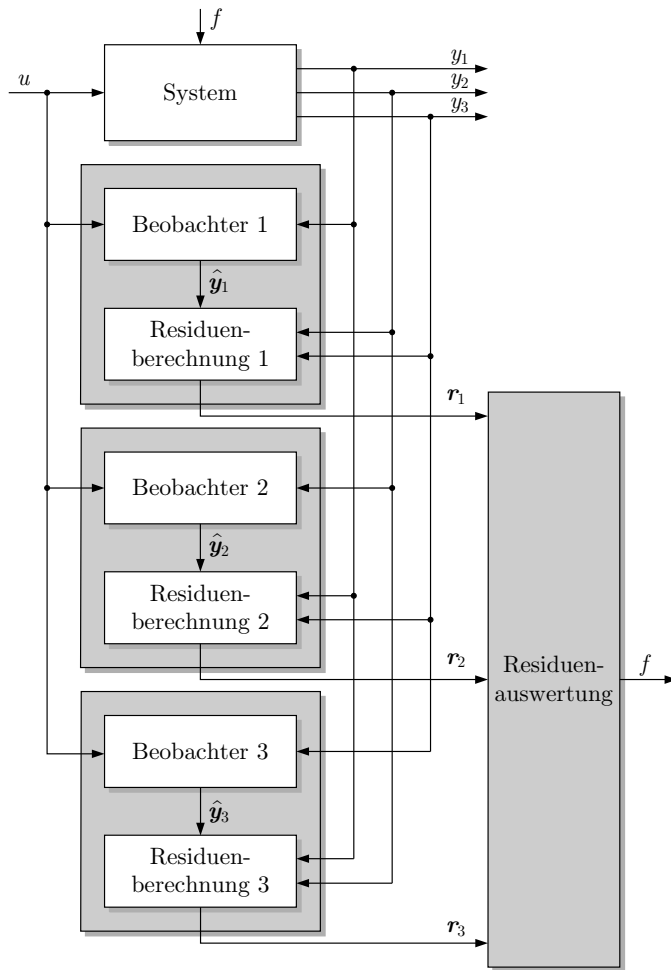 f
u
System
y₁
y₂
y₃
Beobachter 1
ŷ₁
Residuen-
berechnung 1
r₁
Beobachter 2
ŷ₂
Residuen-
berechnung 2
r₂
Residuen-
auswertung
f
Beobachter 3
ŷ₃
Residuen-
berechnung 3
r₃